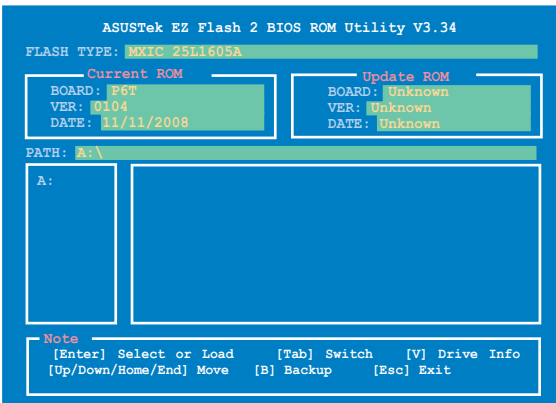 ASUSTek EZ Flash 2 BIOS ROM Utility V3.34
FLASH TYPE: MXIC 25L1605A
Current ROM
BOARD: P6T
VER: 0104
DATE: 11/11/2008
Update ROM
BOARD: Unknown
VER: Unknown
DATE: Unknown
PATH: A:\
A:
Note
[Enter] Select or Load [Tab] Switch [V] Drive Info
[Up/Down/Home/End] Move [B] Backup [Esc] Exit